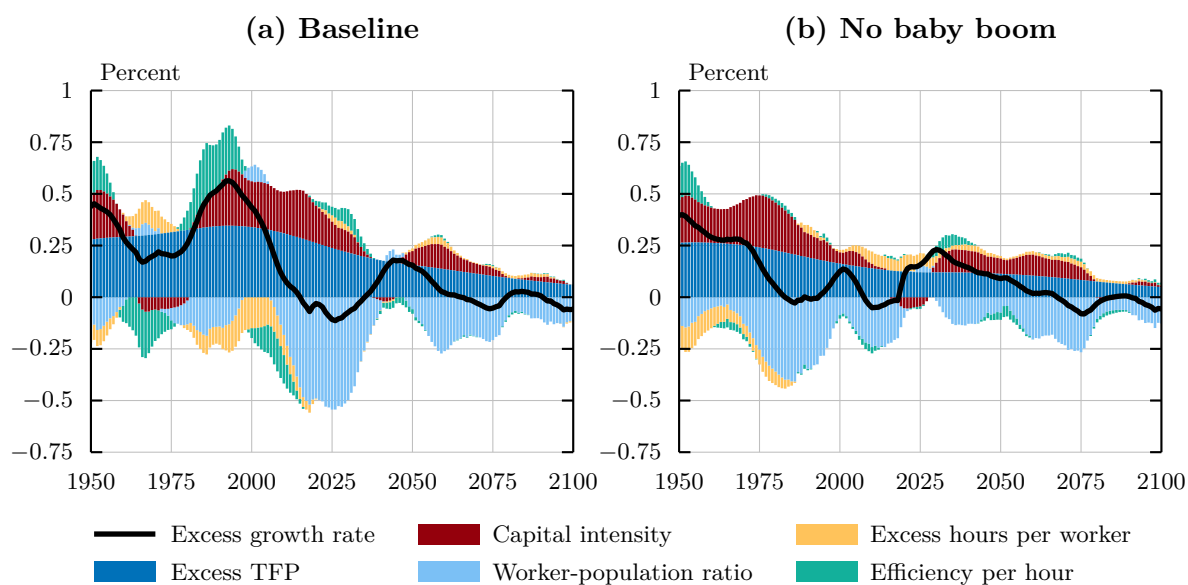 (a) Baseline
Percent
1
0.75
0.5
0.25
0
−0.25
−0.5
−0.75
1950 1975 2000 2025 2050 2075 2100
(b) No baby boom
Percent
1
0.75
0.5
0.25
0
−0.25
−0.5
−0.75
1950 1975 2000 2025 2050 2075 2100
Excess growth rate Capital intensity Excess hours per worker
Excess TFP Worker-population ratio Efficiency per hour